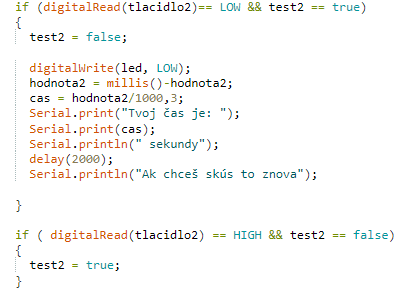 if (digitalRead(tlacidlo2)== LOW && test2 == true)
{
test2 = false;
digitalWrite(led, LOW);
hodnota2 = millis()-hodnota2;
cas = hodnota2/1000,3;
Serial.print("Tvoj čas je: ");
Serial.print(cas);
Serial.println(" sekundy");
delay(2000);
Serial.println("Ak chceš skús to znova");
}
if ( digitalRead(tlacidlo2) == HIGH && test2 == false)
{
test2 = true;
}